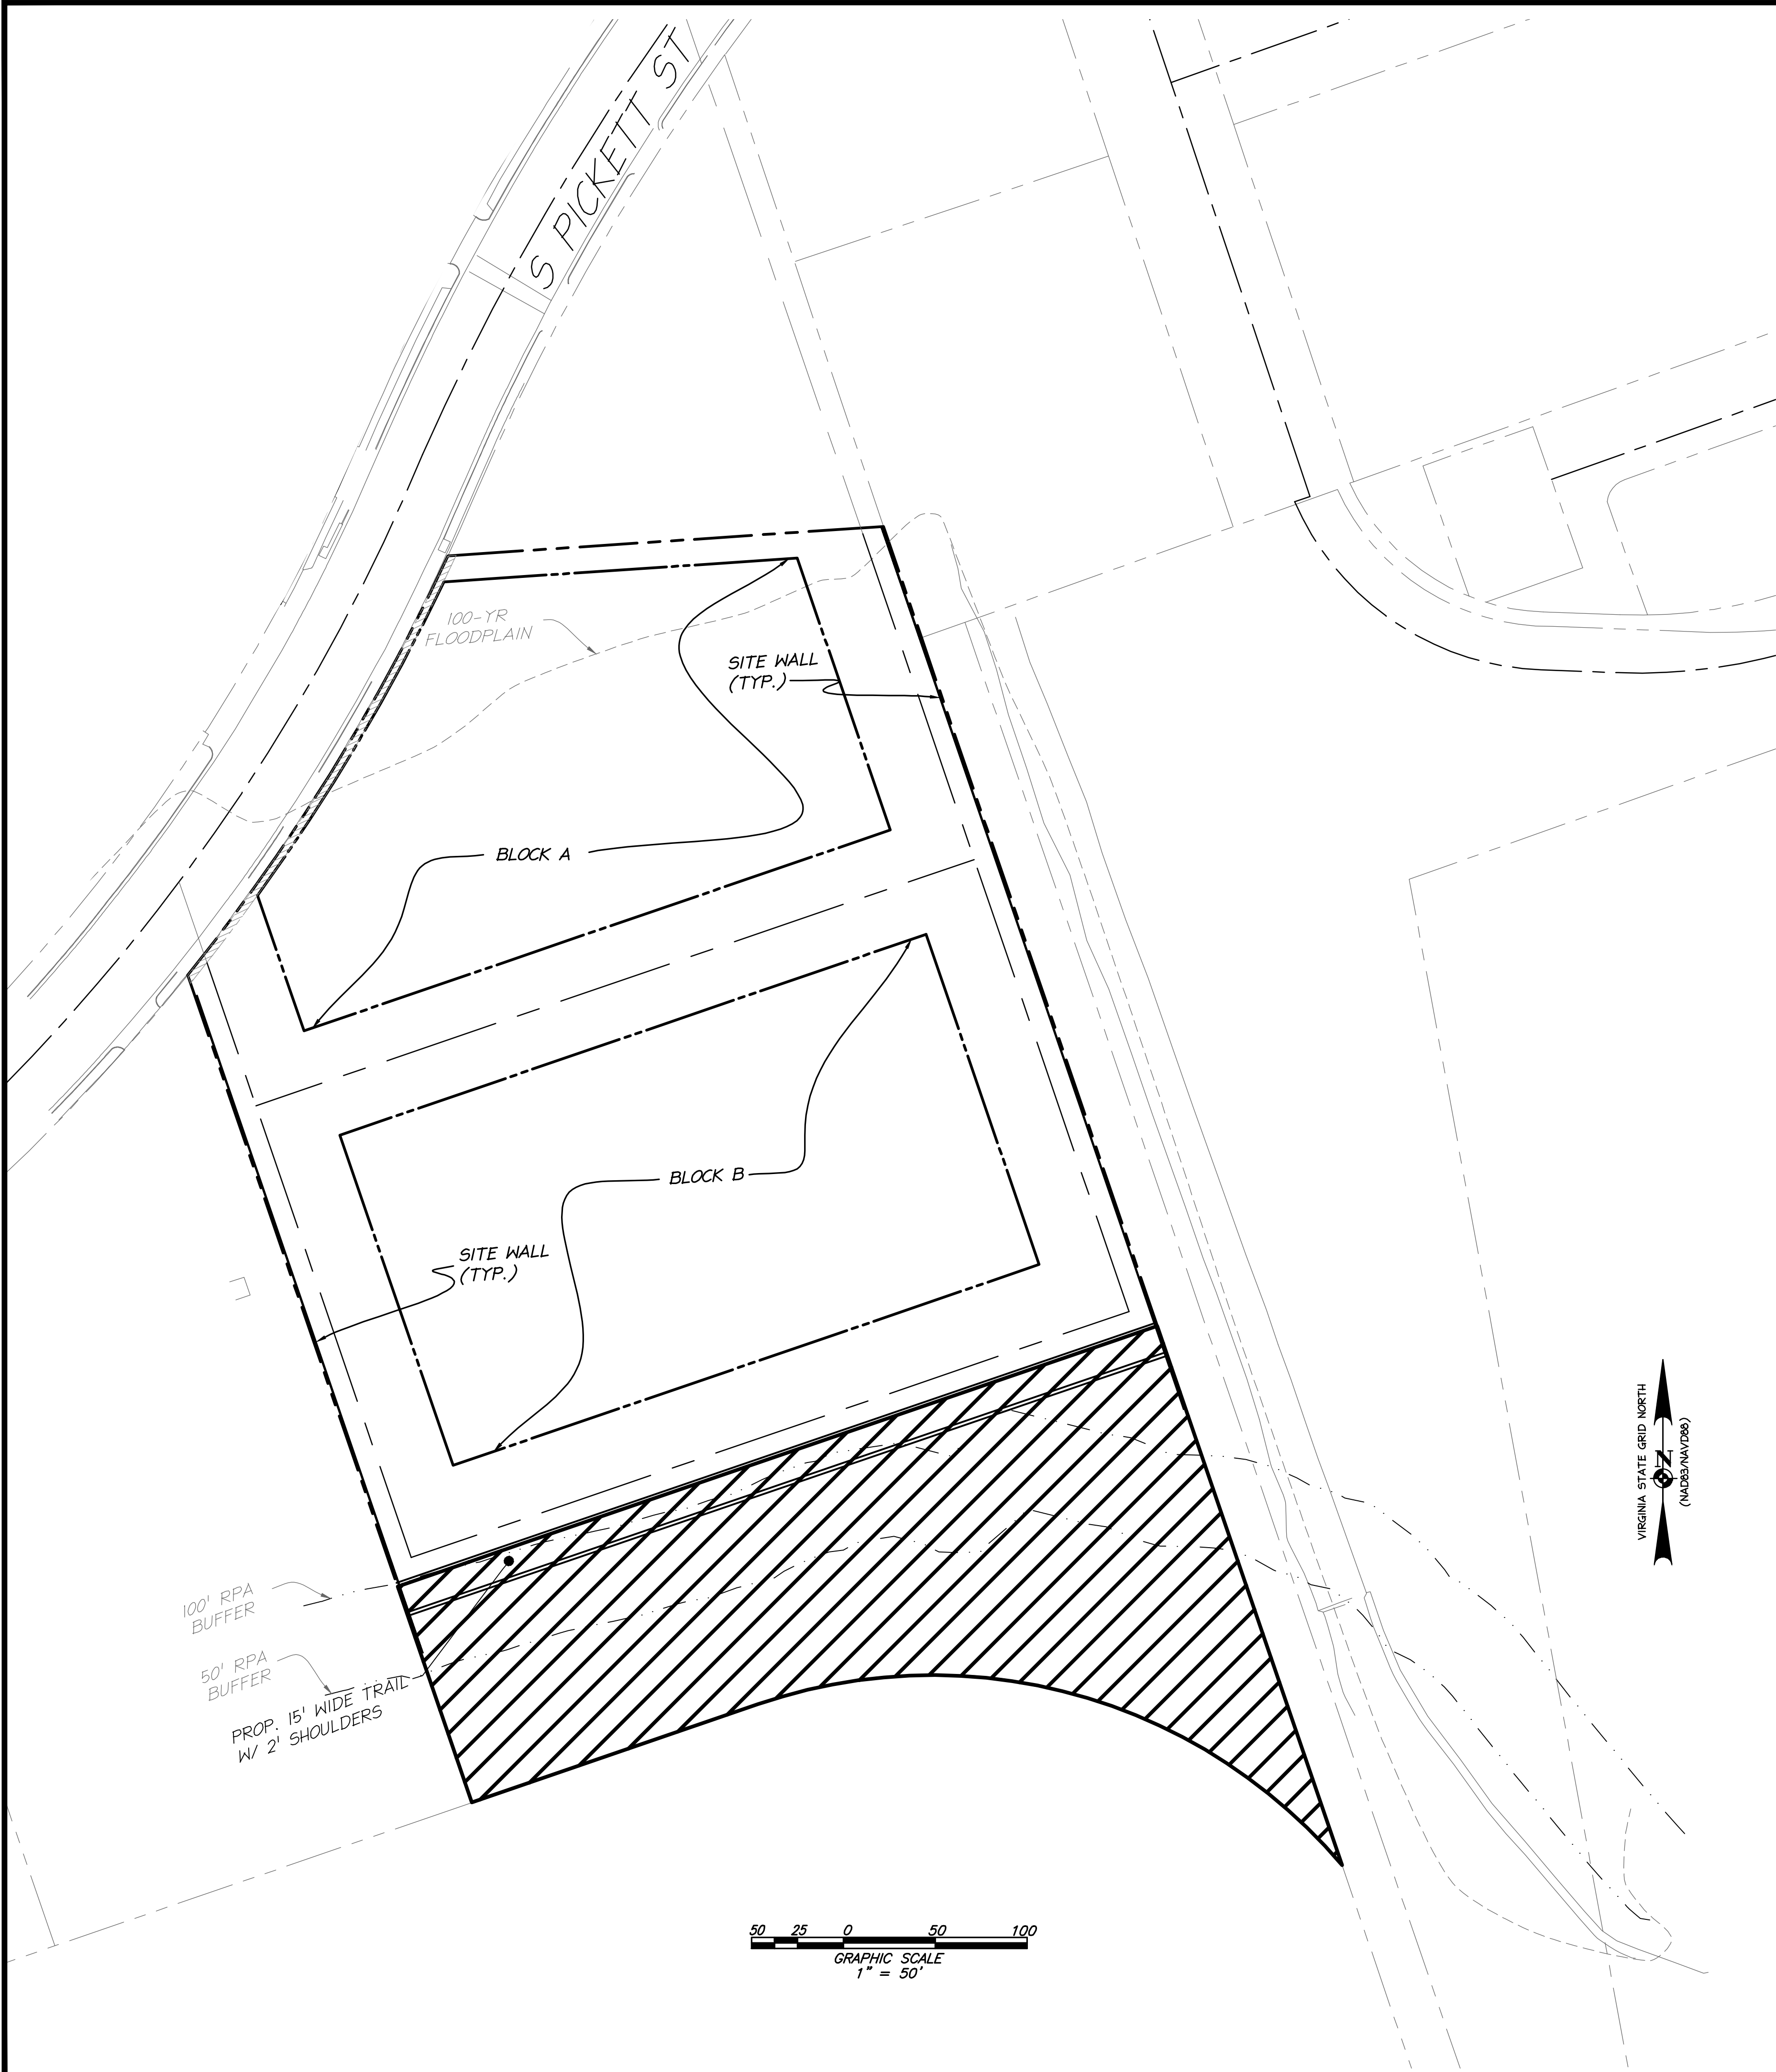 S PICKETT ST
100-YR
FLOODPLAIN
SITE WALL
(TYP.)
BLOCK A
BLOCK B
SITE WALL
(TYP.)
100' RPA
BUFFER
50' RPA
BUFFER
PROP. 15' WIDE TRAIL
W/ 2' SHOULDERS
VIRGINIA STATE GRID NORTH
N
(NAD83/NAVD88)
50 25 0 50 100
GRAPHIC SCALE
1" = 50'